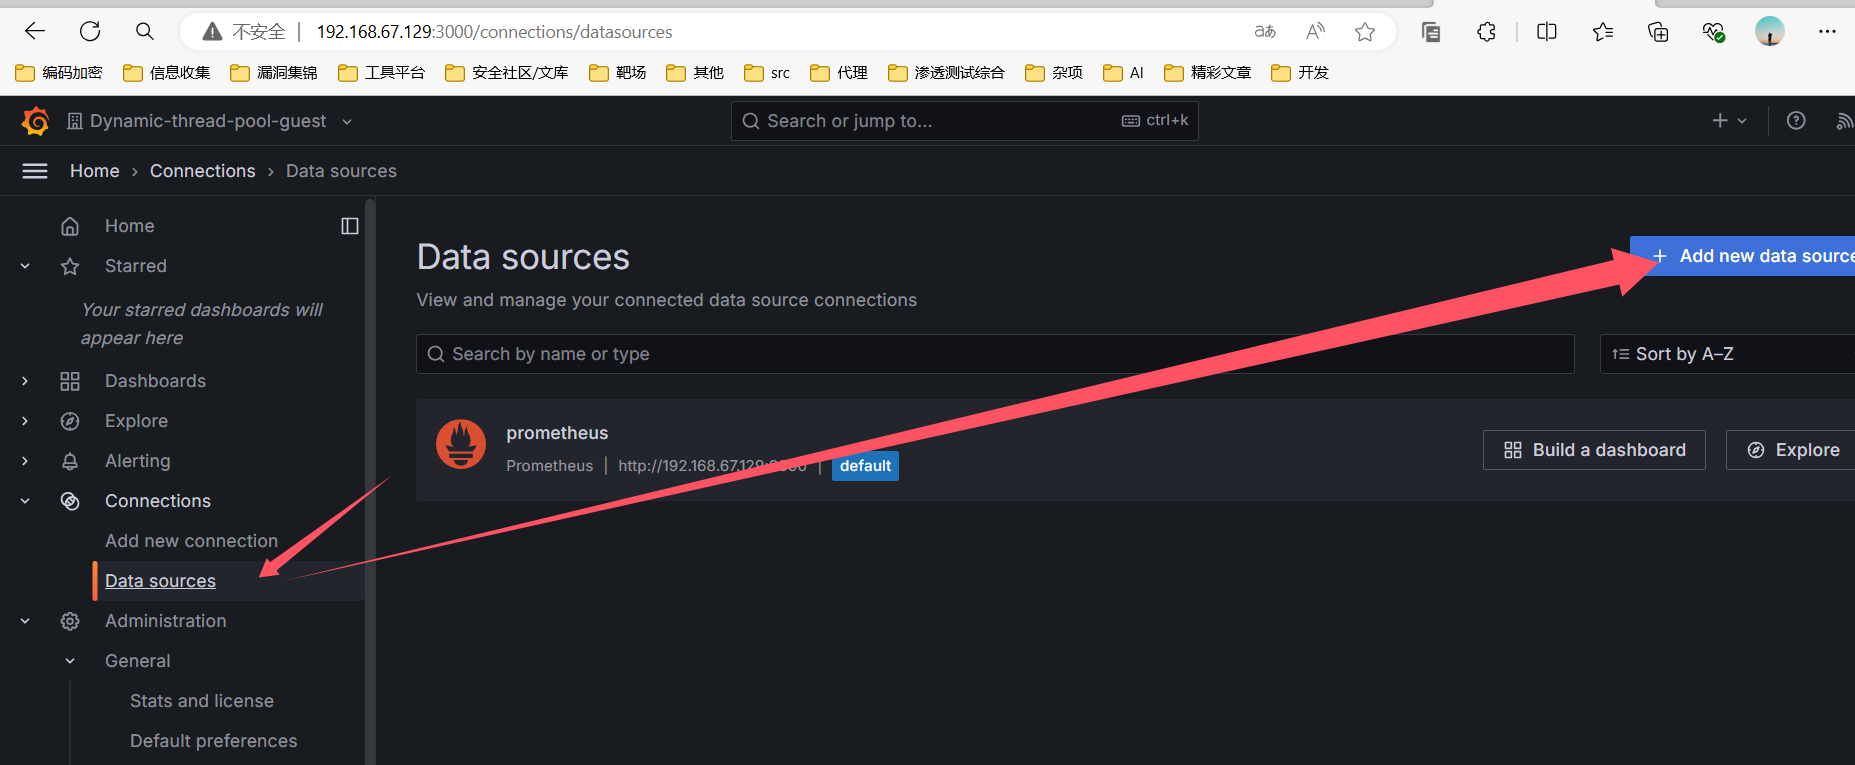 不安全 | 192.168.67.129:3000/connections/datasources
编码加密 信息收集 漏洞集锦 工具平台 安全社区/文库 靶场 其他 src 代理 渗透测试综合 杂项 AI 精彩文章 开发
Dynamic-thread-pool-guest Search or jump to... ctrl+k
Home › Connections › Data sources
Home
Starred
Your starred dashboards will
appear here
Dashboards
Explore
Alerting
Connections
Add new connection
Data sources
Administration
General
Stats and license
Default preferences
Data sources
+ Add new data source
View and manage your connected data source connections
Search by name or type
Sort by A–Z
prometheus
Prometheus | http://192.168.67.129: | default
Build a dashboard
Explore